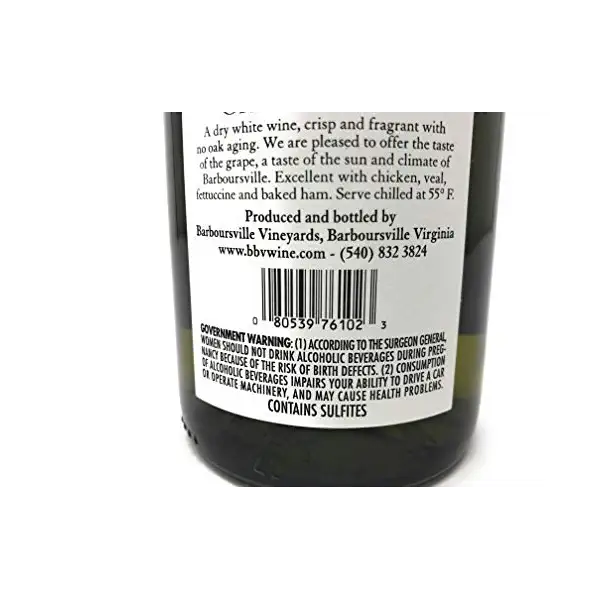 A dry white wine, crisp and fragrant with
no oak aging. We are pleased to offer the taste
of the grape, a taste of the sun and climate of
Barboursville. Excellent with chicken, veal,
fettuccine and baked ham. Serve chilled at 55° F.
Produced and bottled by
Barboursville Vineyards, Barboursville Virginia
www.bbvwine.com - (540) 832 3824
0 80539 76102 3
GOVERNMENT WARNING: (1) ACCORDING TO THE SURGEON GENERAL,
WOMEN SHOULD NOT DRINK ALCOHOLIC BEVERAGES DURING PREG-
NANCY BECAUSE OF THE RISK OF BIRTH DEFECTS. (2) CONSUMPTION
OF ALCOHOLIC BEVERAGES IMPAIRS YOUR ABILITY TO DRIVE A CAR
OR OPERATE MACHINERY, AND MAY CAUSE HEALTH PROBLEMS.
CONTAINS SULFITES